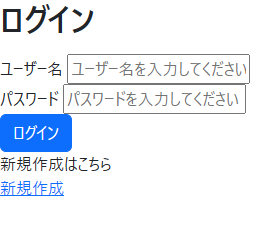 ログイン
ユーザー名 ユーザー名を入力してください
パスワード パスワードを入力してください
ログイン
新規作成はこちら
新規作成